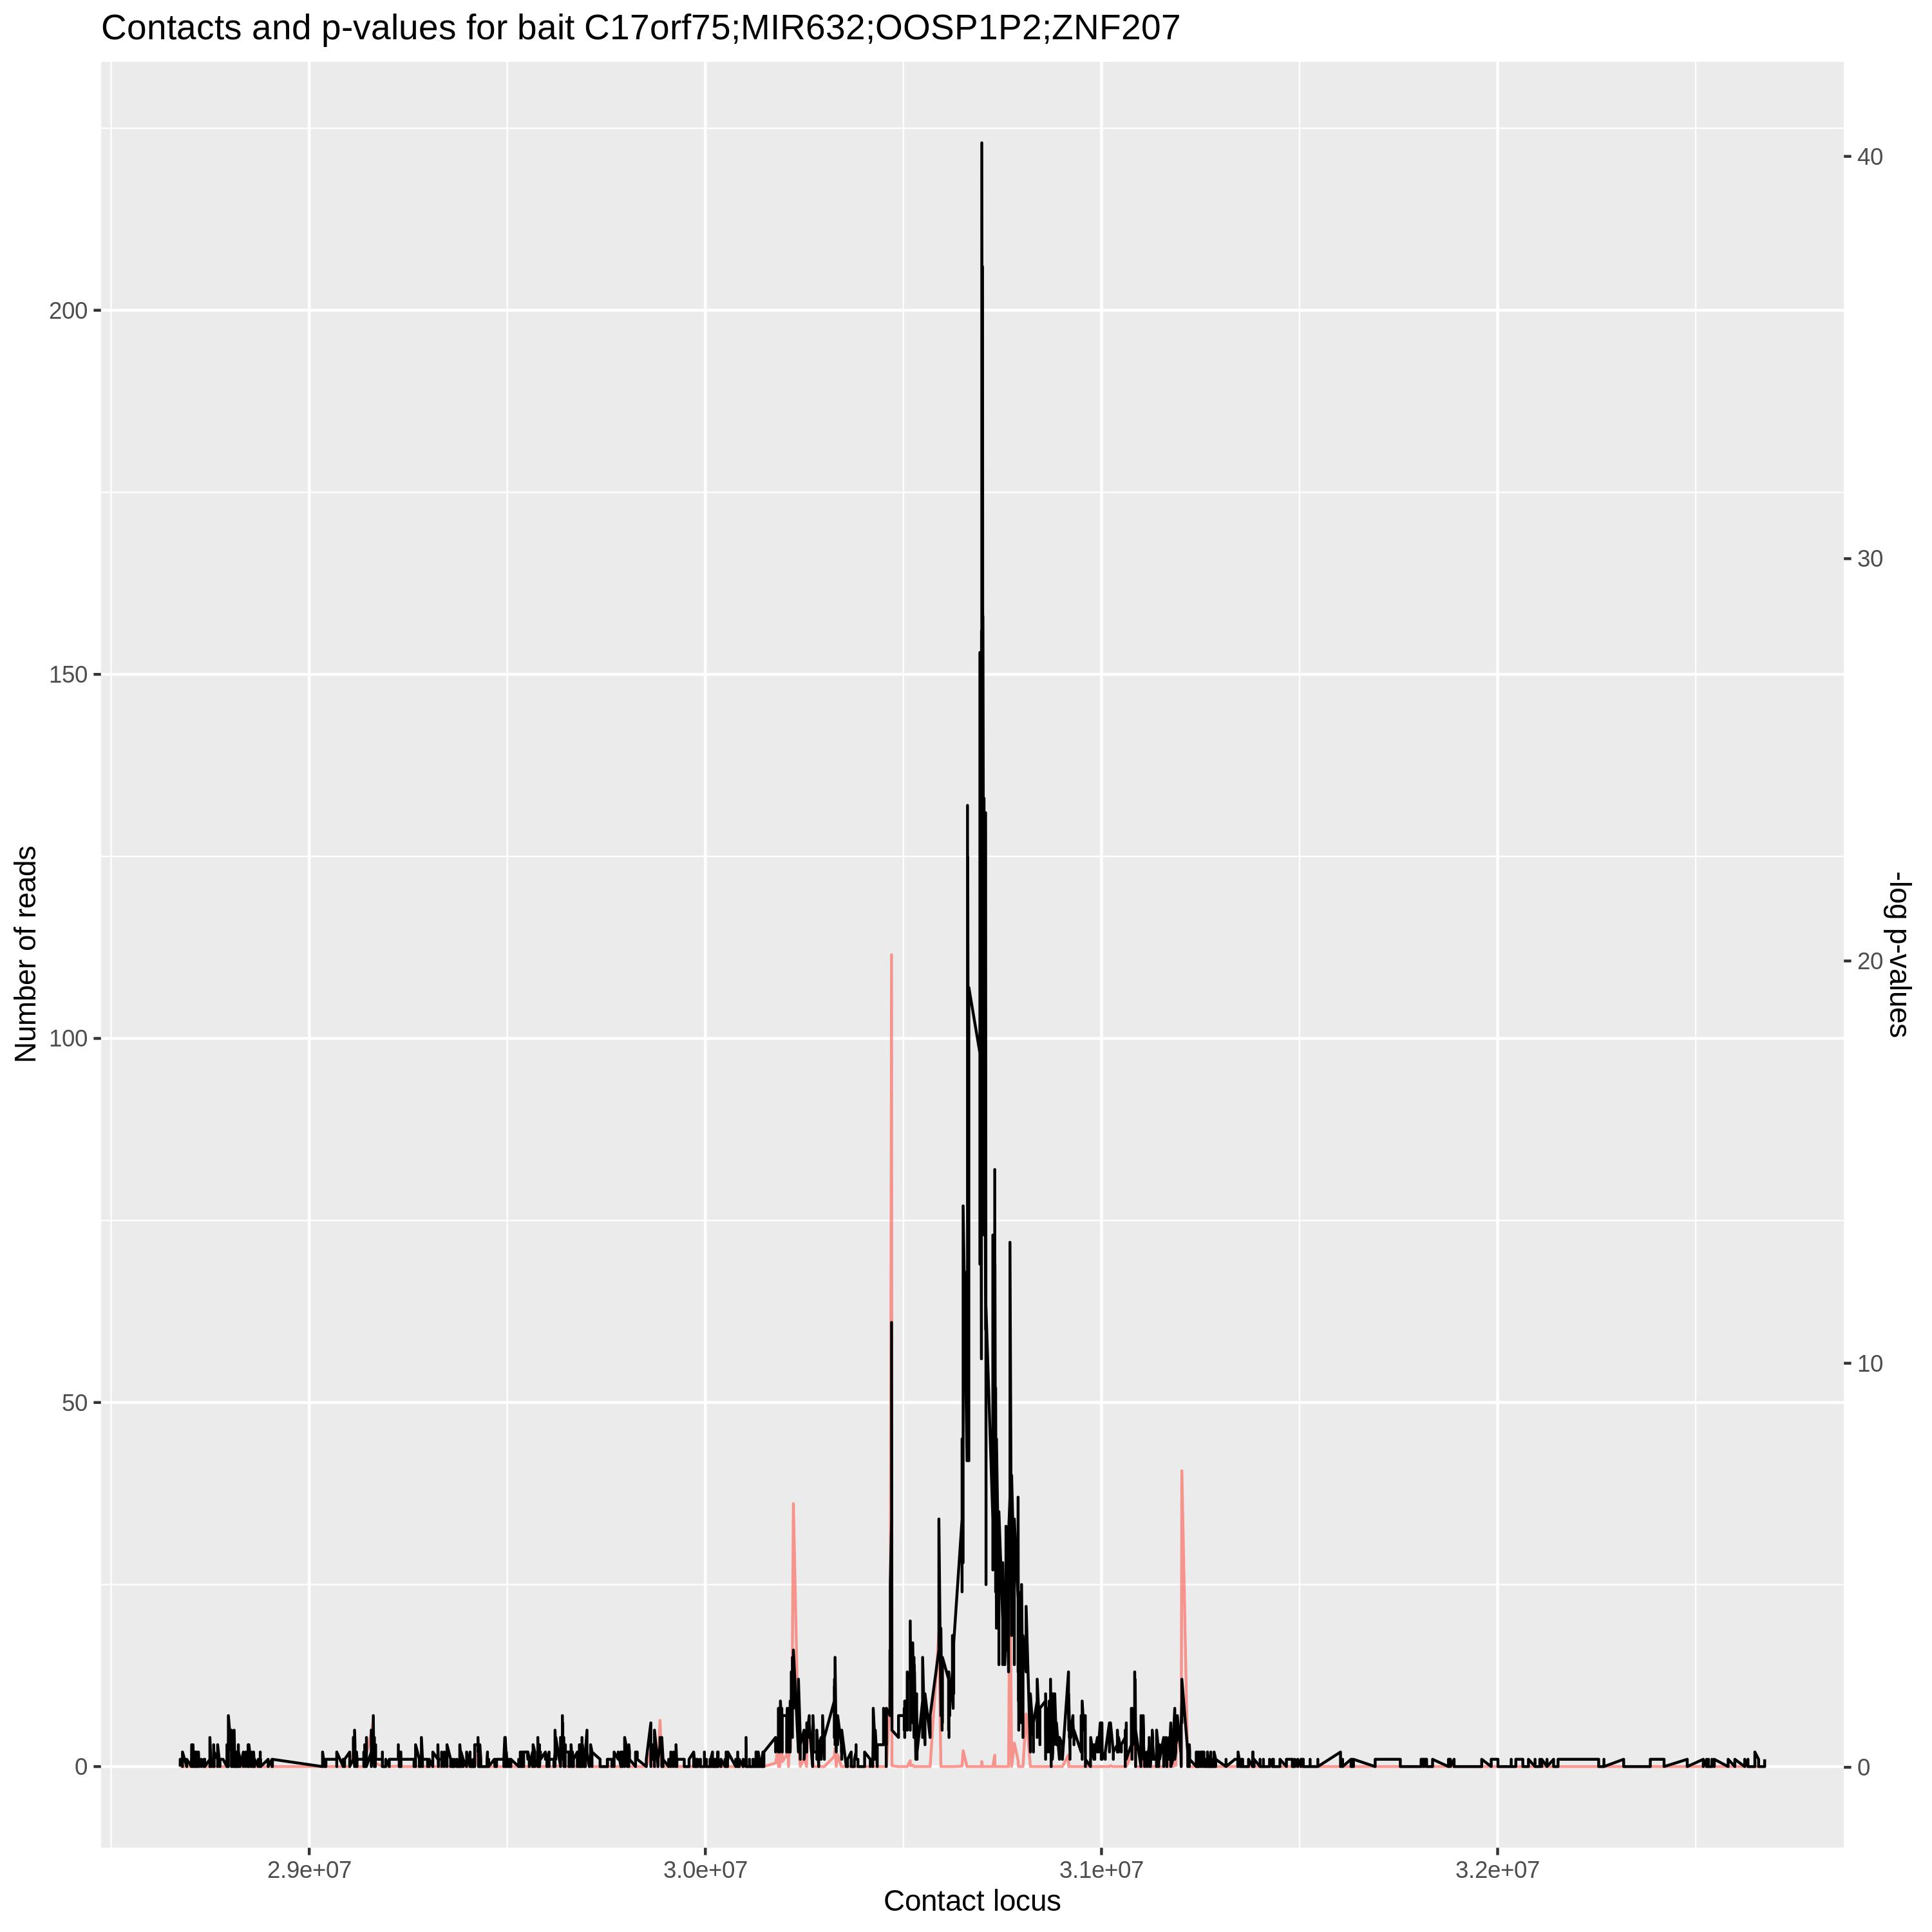 Contacts and p-values for bait C17orf75;MIR632;OOSP1P2;ZNF207
Number of reads
200
150
100
50
0
40
30
20
10
0
-log p-values
2.9e+07 3.0e+07 3.1e+07 3.2e+07
Contact locus